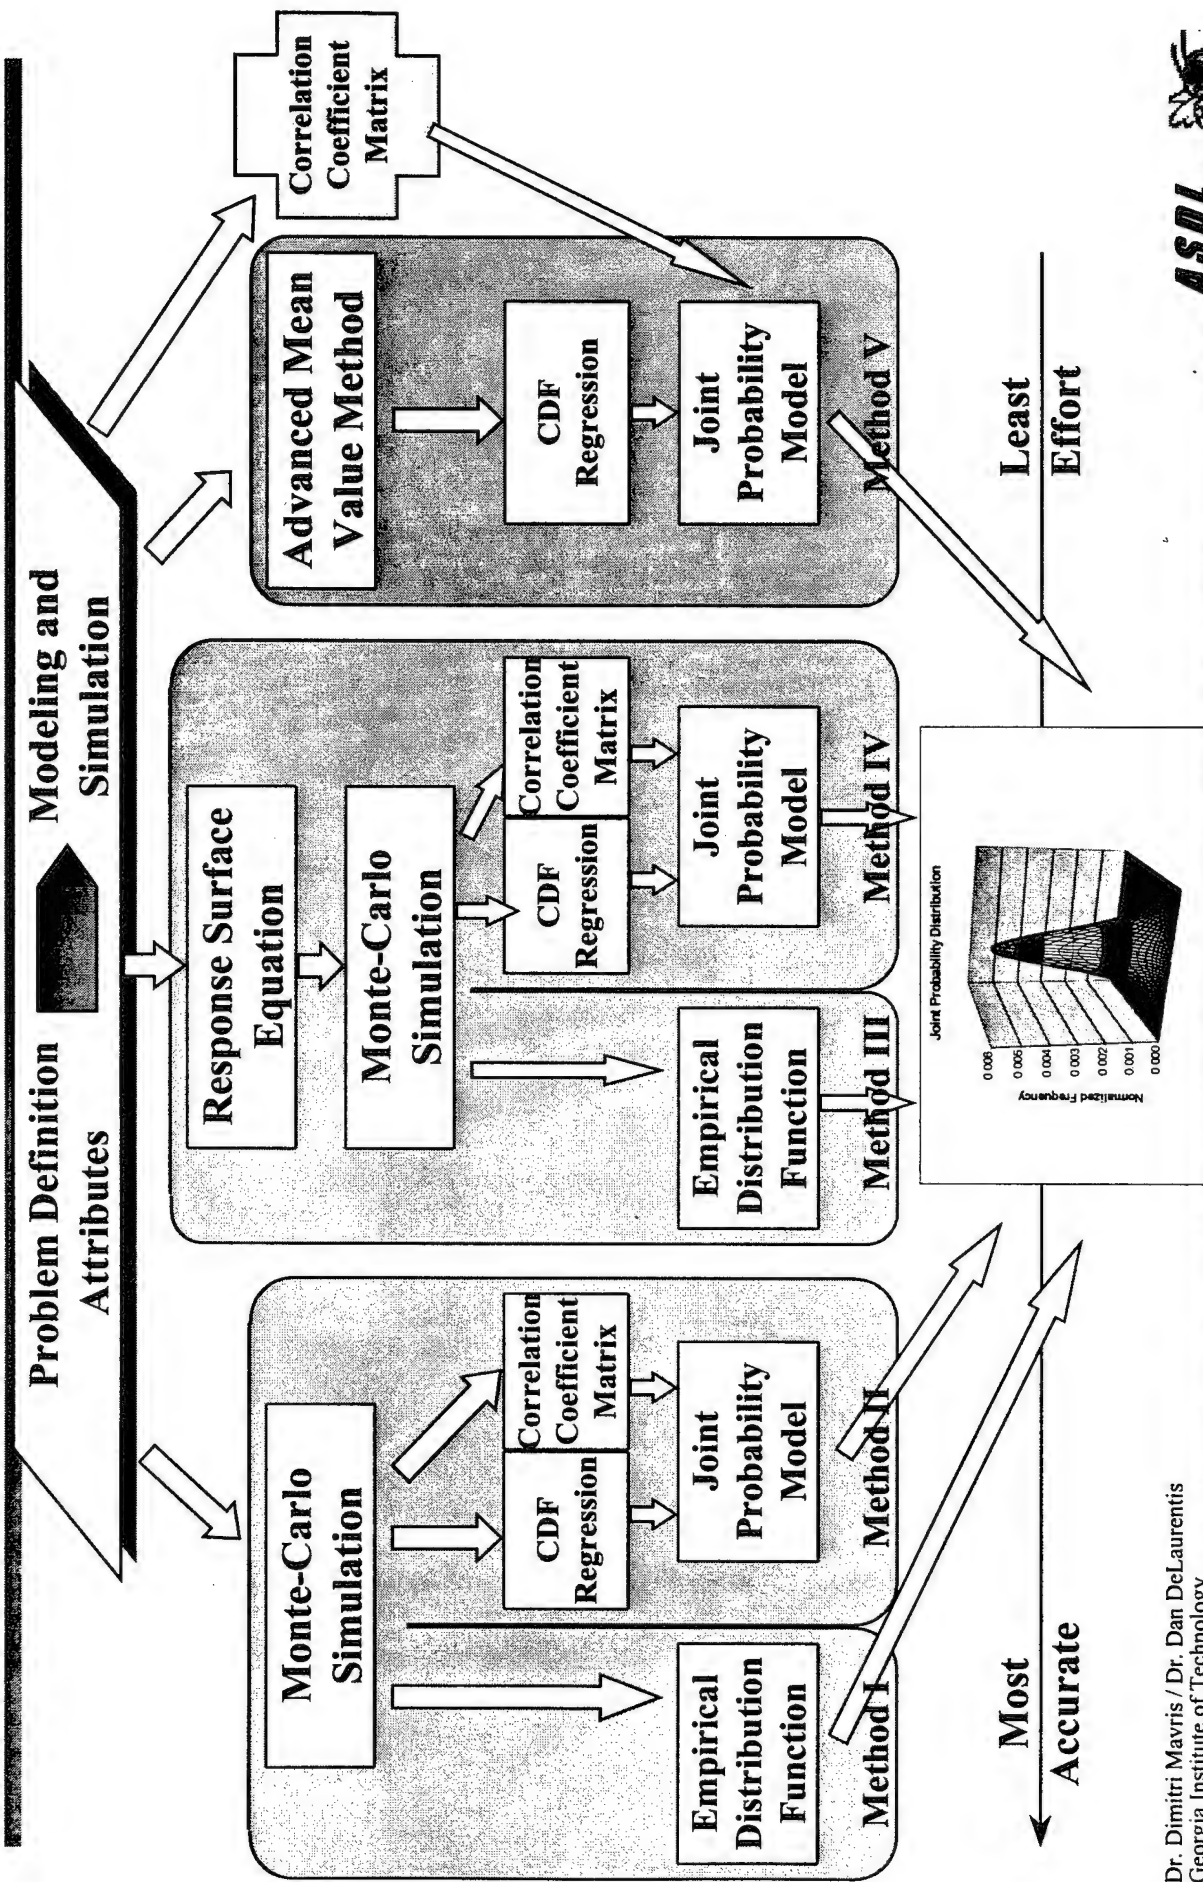 Problem Definition
Attributes
Modeling and
Simulation
Monte-Carlo
Simulation
Empirical
Distribution
Function
Method I
CDF
Regression
Correlation
Coefficient
Matrix
Joint
Probability
Model
Method II
Response Surface
Equation
Monte-Carlo
Simulation
Empirical
Distribution
Function
Method III
CDF
Regression
Correlation
Coefficient
Matrix
Joint
Probability
Model
Method IV
Advanced Mean
Value Method
CDF
Regression
Joint
Probability
Model
Method V
Correlation
Coefficient
Matrix
Most
Accurate
Least
Effort
Joint Probability Distribution
Normalized Frequency
0.006
0.005
0.004
0.003
0.002
0.001
0.000
Dr. Dimitri Mavris / Dr. Dan DeLaurentis
Georgia Institute of Technology
ASDL